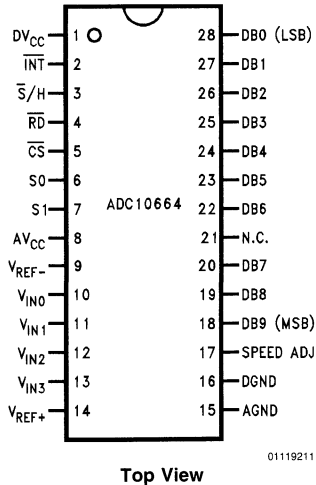 DVCC 1 28 DB0 (LSB)
INT 2 27 DB1
S/H 3 26 DB2
RD 4 25 DB3
CS 5 24 DB4
S0 6 23 DB5
S1 7 ADC10664 22 DB6
AVCC 8 21 N.C.
VREF- 9 20 DB7
VIN0 10 19 DB8
VIN1 11 18 DB9 (MSB)
VIN2 12 17 SPEED ADJ
VIN3 13 16 DGND
VREF+ 14 15 AGND
01119211
Top View